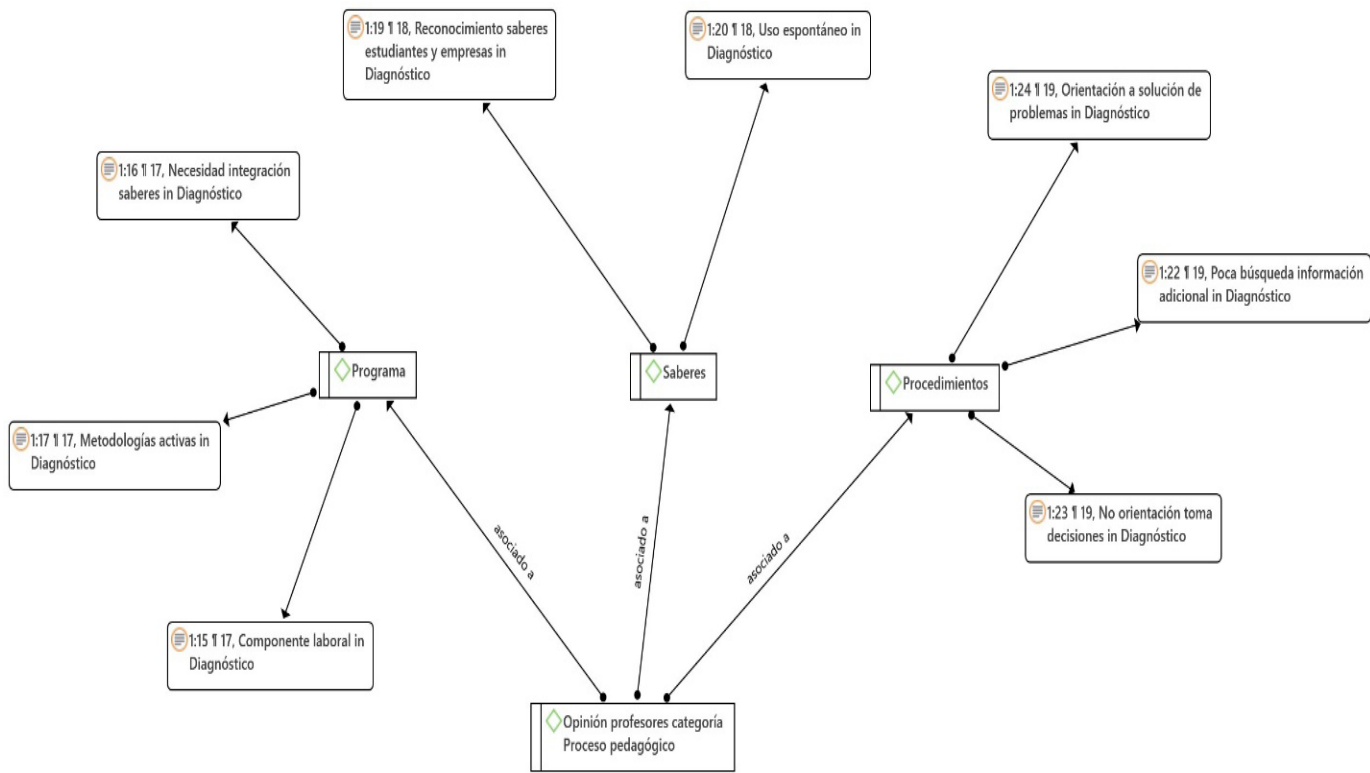 1:19 ¶ 18, Reconocimiento saberes
estudiantes y empresas in
Diagnóstico
1:20 ¶ 18, Uso espontáneo in
Diagnóstico
1:24 ¶ 19, Orientación a solución de
problemas in Diagnóstico
1:16 ¶ 17, Necesidad integración
saberes in Diagnóstico
1:22 ¶ 19, Poca búsqueda información
adicional in Diagnóstico
Programa
Saberes
Procedimientos
1:17 ¶ 17, Metodologías activas in
Diagnóstico
1:23 ¶ 19, No orientación toma
decisiones in Diagnóstico
asociado a
asociado a
asociado a
1:15 ¶ 17, Componente laboral in
Diagnóstico
Opinión profesores categoría
Proceso pedagógico